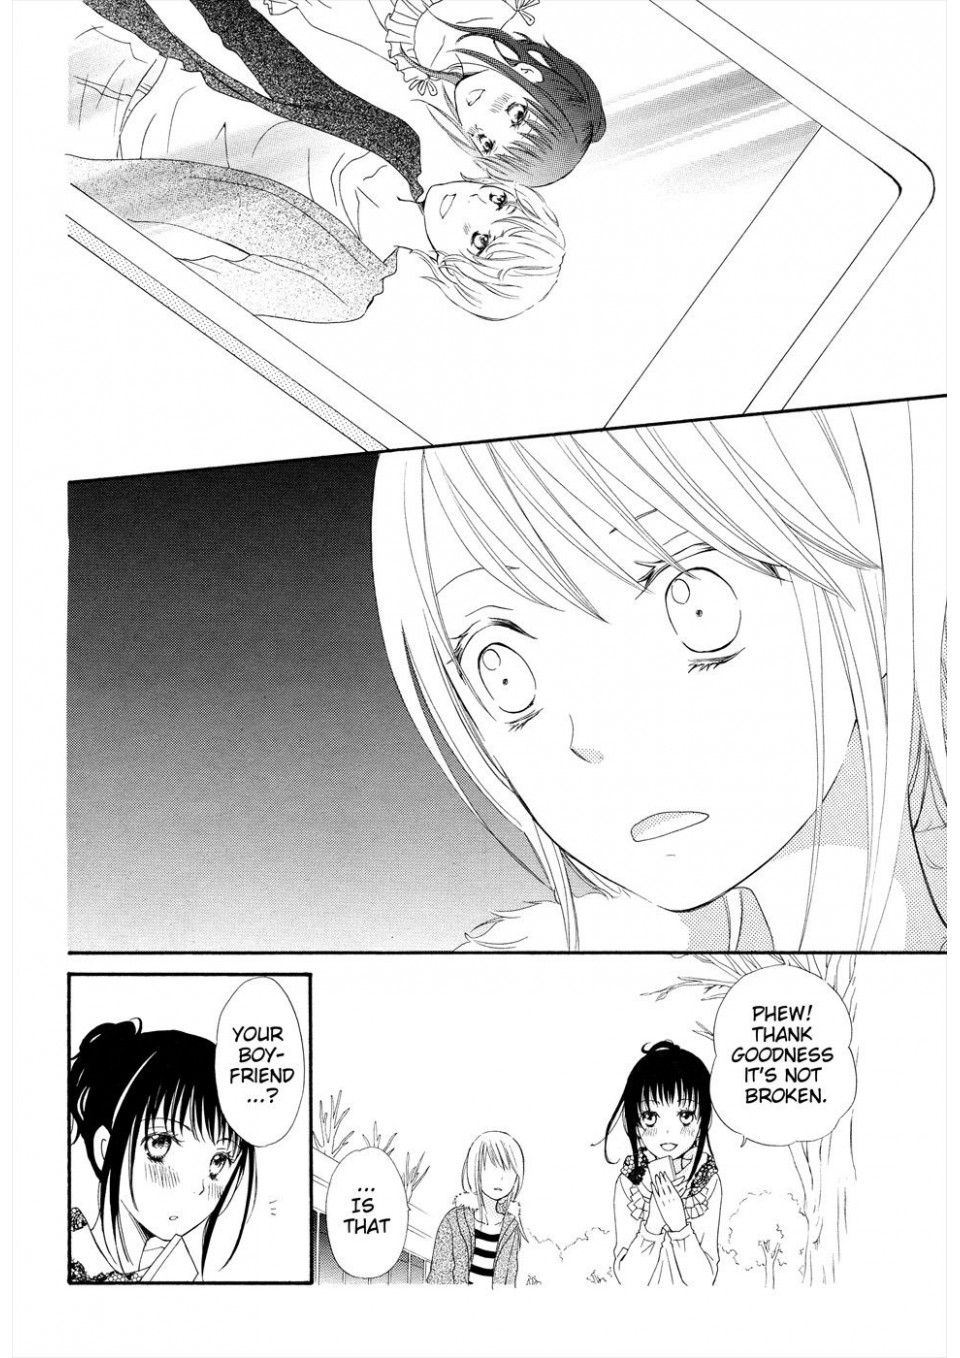 PHEW!
THANK
GOODNESS
IT'S NOT
BROKEN.
...
IS
THAT
YOUR
BOY-
FRIEND
...?